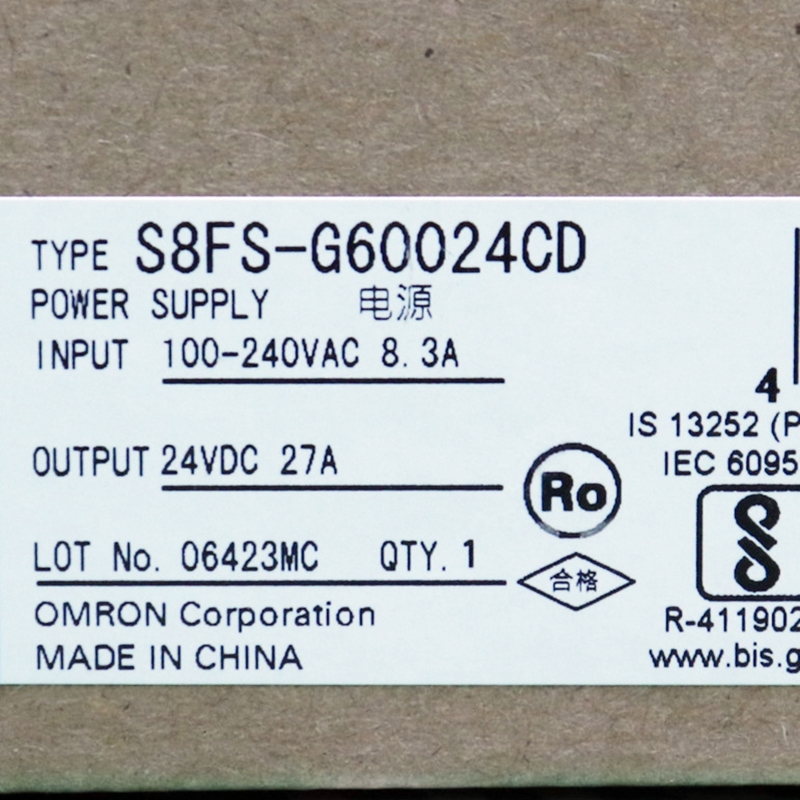 TYPE S8FS-G60024CD
POWER SUPPLY 电源
INPUT 100-240VAC 8.3A
4
IS 13252 (P
IEC 6095
OUTPUT 24VDC 27A
Ro
LOT No. 06423MC QTY. 1
合格
OMRON Corporation
R-411902
MADE IN CHINA
www.bis.g